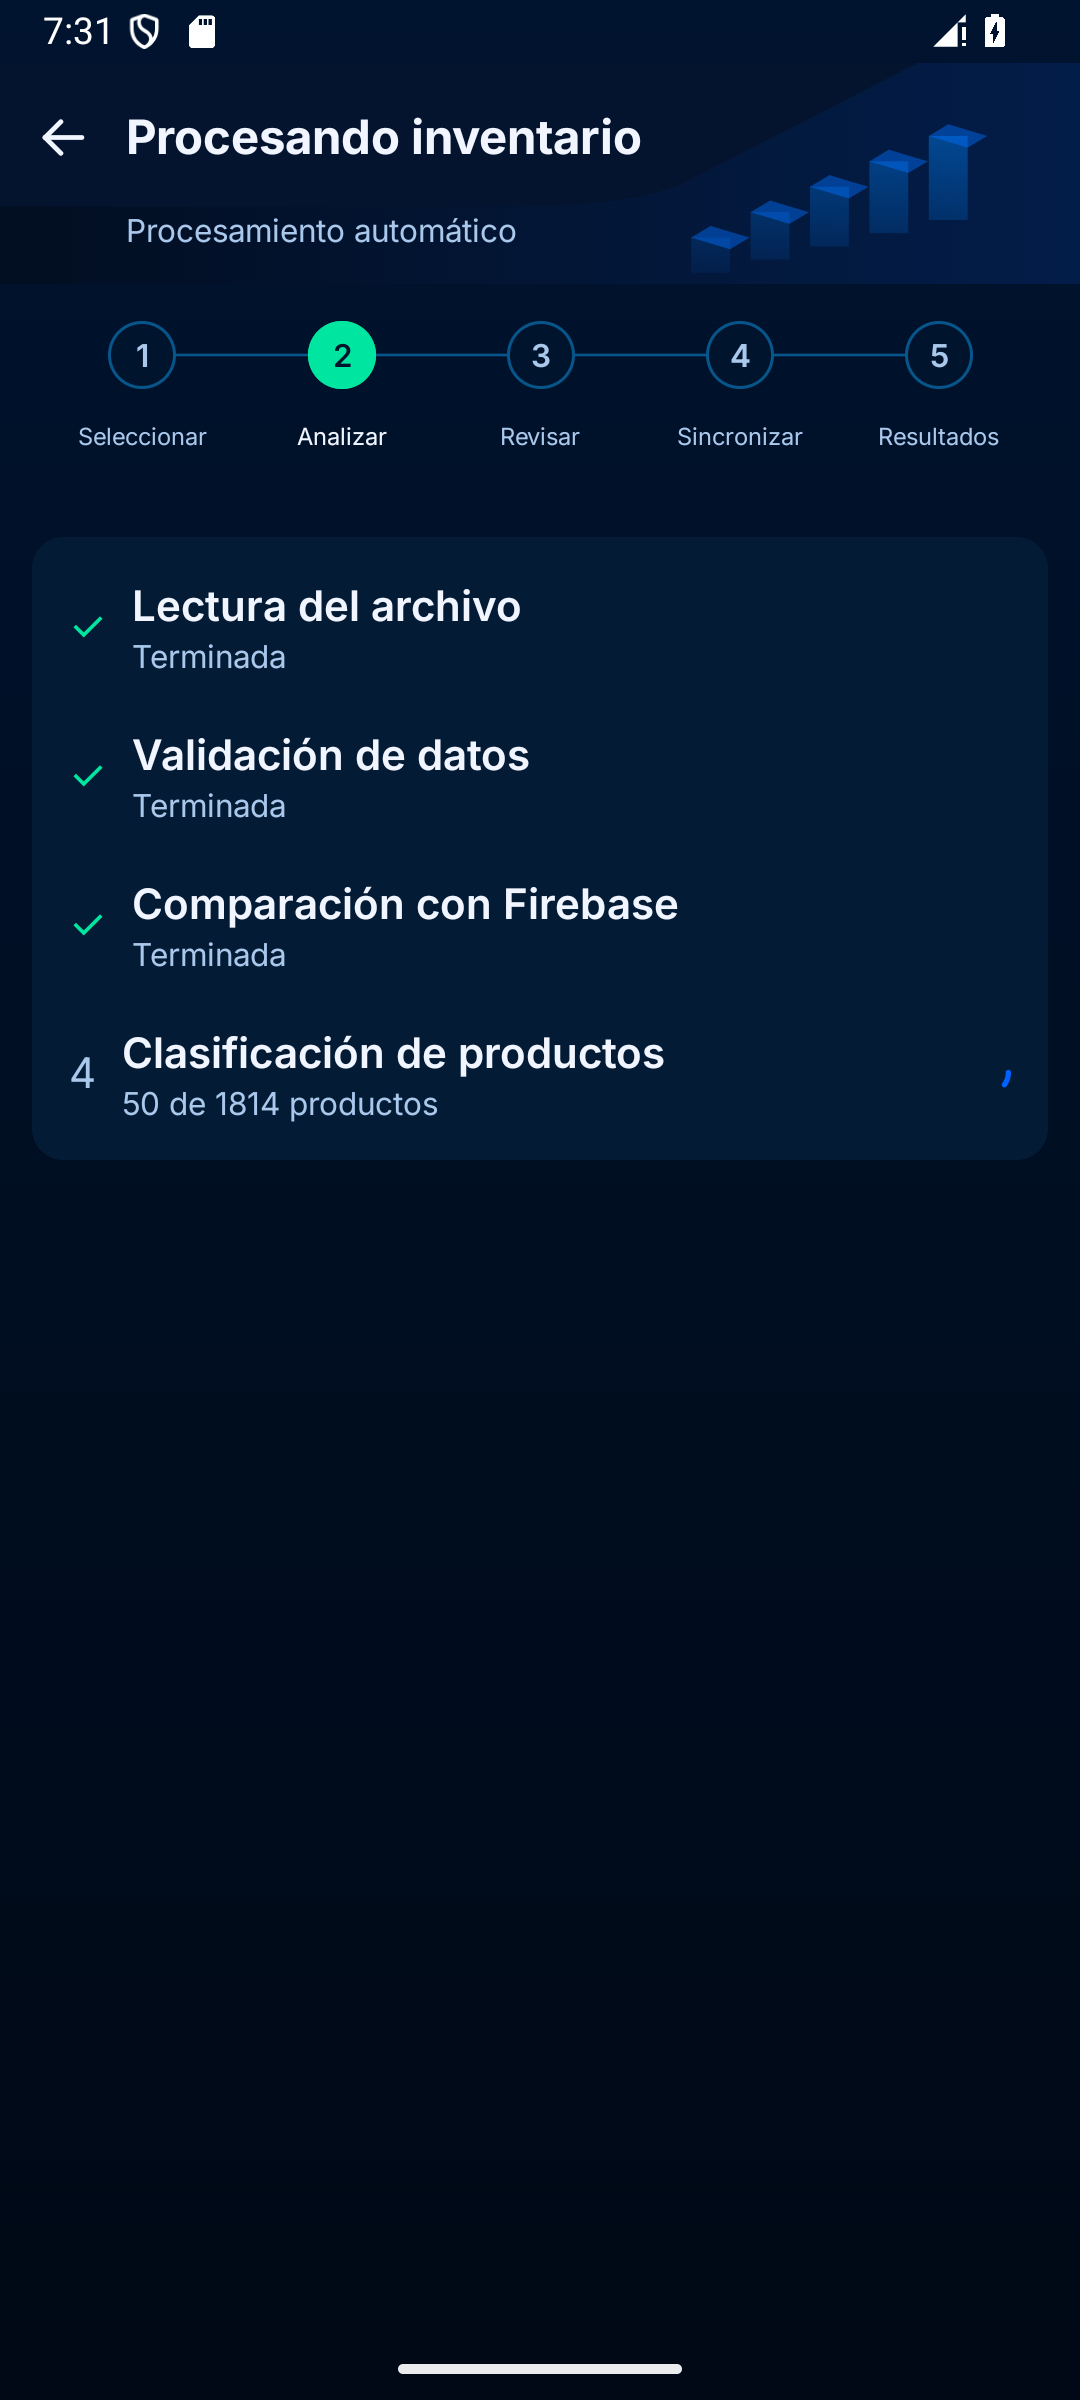 7:31
Procesando inventario
Procesamiento automático
1 2 3 4 5
Seleccionar Analizar Revisar Sincronizar Resultados
Lectura del archivo
Terminada
Validación de datos
Terminada
Comparación con Firebase
Terminada
4 Clasificación de productos
50 de 1814 productos